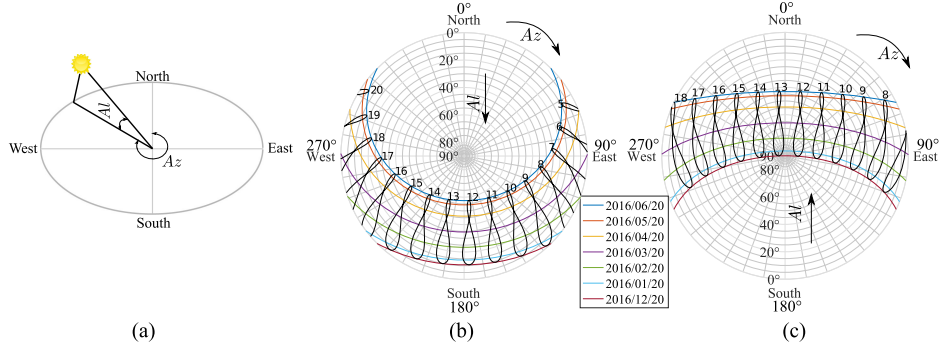 North
Al
West
East
Az
South
(a)
0°
North
Az
0°
20°
40°
60°
80°
90°
Al
20
19
18
17
16
15
14
13
12
11
10
9
8
7
6
5
270°
West
90°
East
South
180°
(b)
2016/06/20
2016/05/20
2016/04/20
2016/03/20
2016/02/20
2016/01/20
2016/12/20
0°
North
Az
18
17
16
15
14
13
12
11
10
9
8
270°
West
90°
East
90°
80°
60°
40°
20°
0°
Al
South
180°
(c)